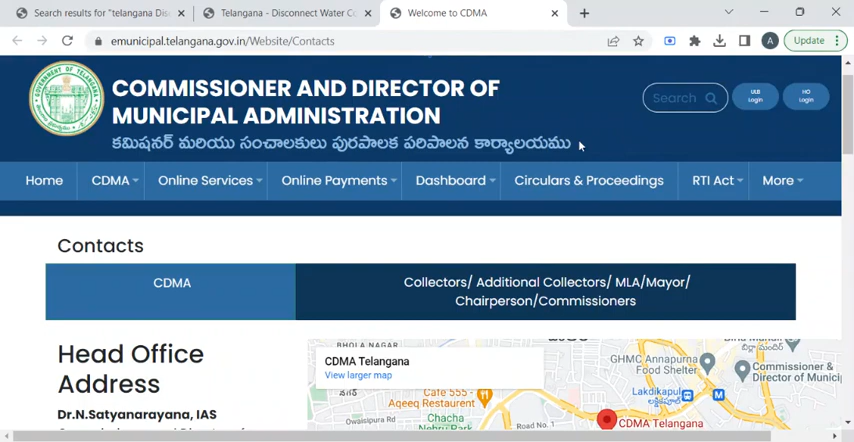 Search results for "telangana Dis
Telangana - Disconnect Water Co
Welcome to CDMA
emunicipal.telangana.gov.in/Website/Contacts
A
Update
COMMISSIONER AND DIRECTOR OF
MUNICIPAL ADMINISTRATION
కమిషనర్ మరియు సంచాలకులు పురపాలక పరిపాలన కార్యాలయము
Search
ULB
Login
HO
Login
Home
CDMA
Online Services
Online Payments
Dashboard
Circulars & Proceedings
RTI Act
More
Contacts
CDMA
Collectors/ Additional Collectors/ MLA/Mayor/
Chairperson/Commissioners
Head Office
Address
Dr.N.Satyanarayana, IAS
BHOLA NAGAR
CDMA Telangana
View larger map
GHMC Annapurna
Food Shelter
Commissioner &
Director of Munici
Lakdikapul
M
Cafe 555 -
Aqeeq Restaurent
Owaisipura Rd
Road No. 1
Chacha
Nehru Park
CDMA Telangana